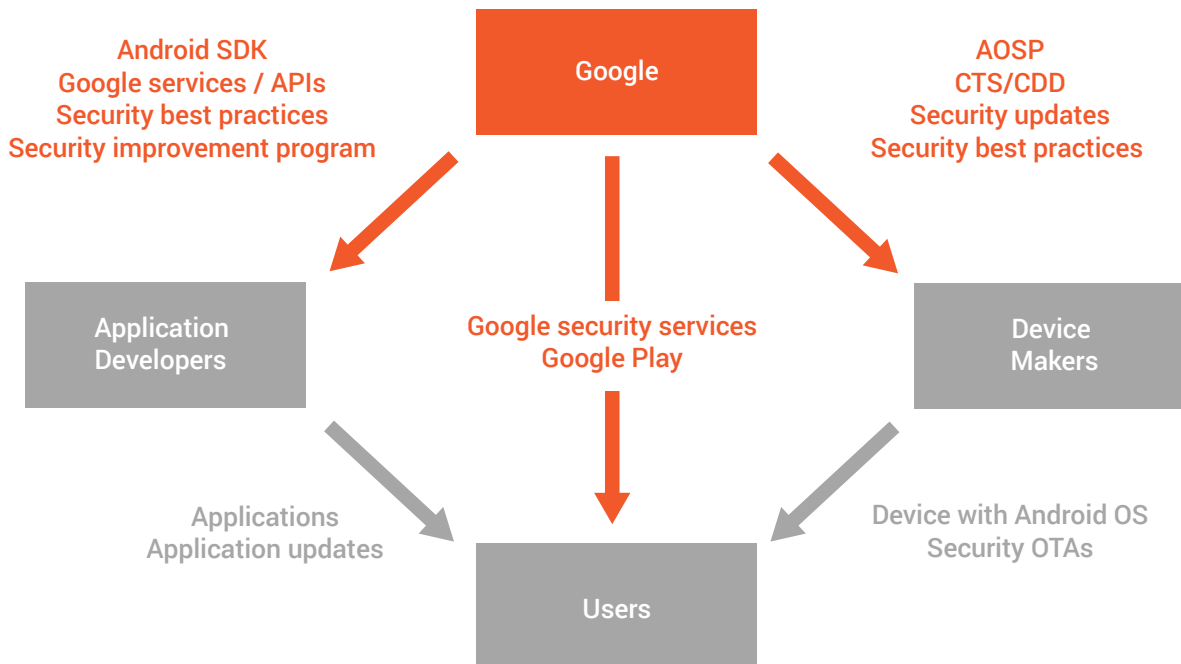 Android SDK
Google services / APIs
Security best practices
Security improvement program
Google
AOSP
CTS/CDD
Security updates
Security best practices
Application
Developers
Google security services
Google Play
Device
Makers
Applications
Application updates
Device with Android OS
Security OTAs
Users